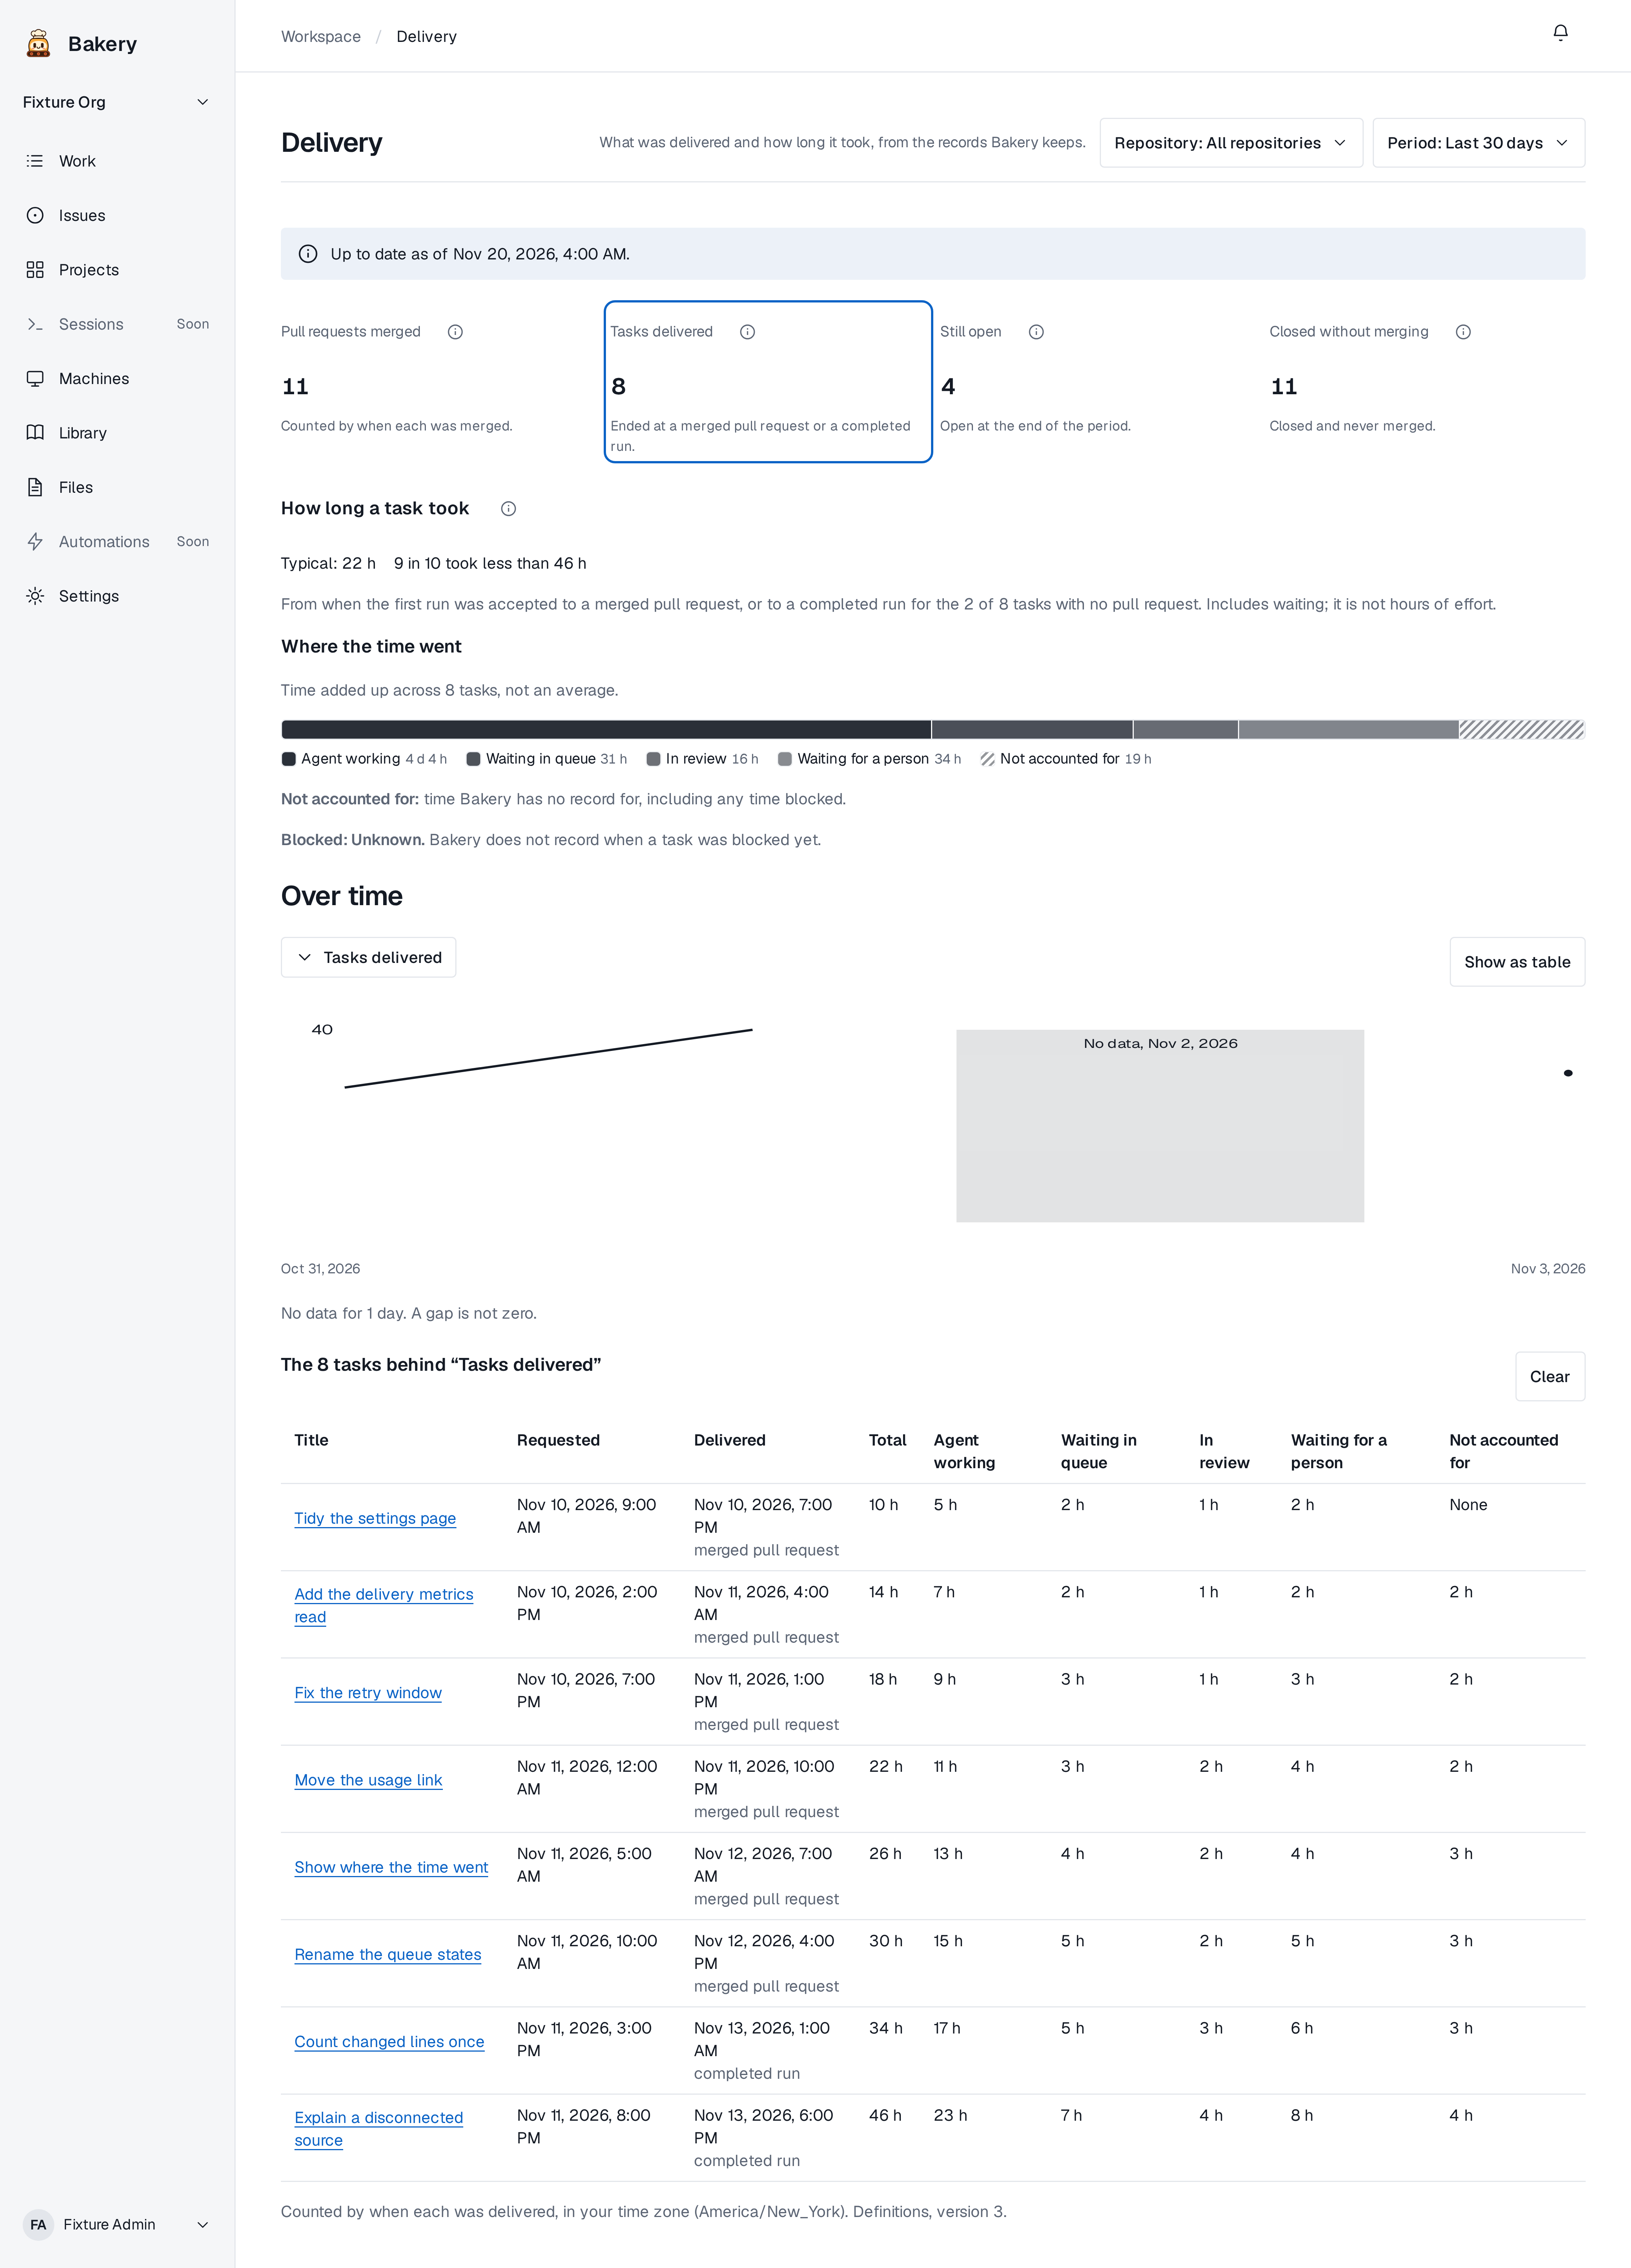 Bakery
Fixture Org
Work
Issues
Projects
Sessions Soon
Machines
Library
Files
Automations Soon
Settings
FA Fixture Admin
Workspace / Delivery
Delivery
What was delivered and how long it took, from the records Bakery keeps.
Repository: All repositories
Period: Last 30 days
Up to date as of Nov 20, 2026, 4:00 AM.
Pull requests merged
11
Counted by when each was merged.
Tasks delivered
8
Ended at a merged pull request or a completed
run.
Still open
4
Open at the end of the period.
Closed without merging
11
Closed and never merged.
How long a task took
Typical: 22 h 9 in 10 took less than 46 h
From when the first run was accepted to a merged pull request, or to a completed run for the 2 of 8 tasks with no pull request. Includes waiting; it is not hours of effort.
Where the time went
Time added up across 8 tasks, not an average.
Agent working 4 d 4 h Waiting in queue 31 h In review 16 h Waiting for a person 34 h Not accounted for 19 h
Not accounted for: time Bakery has no record for, including any time blocked.
Blocked: Unknown. Bakery does not record when a task was blocked yet.
Over time
Tasks delivered
Show as table
40
No data, Nov 2, 2026
Oct 31, 2026 Nov 3, 2026
No data for 1 day. A gap is not zero.
The 8 tasks behind “Tasks delivered”
Clear
Title Requested Delivered Total Agent Waiting in In Waiting for a Not accounted
working queue review person for
Tidy the settings page Nov 10, 2026, 9:00 Nov 10, 2026, 7:00 10 h 5 h 2 h 1 h 2 h None
AM PM
merged pull request
Add the delivery metrics Nov 10, 2026, 2:00 Nov 11, 2026, 4:00 14 h 7 h 2 h 1 h 2 h 2 h
read PM AM
merged pull request
Fix the retry window Nov 10, 2026, 7:00 Nov 11, 2026, 1:00 18 h 9 h 3 h 1 h 3 h 2 h
PM PM
merged pull request
Move the usage link Nov 11, 2026, 12:00 Nov 11, 2026, 10:00 22 h 11 h 3 h 2 h 4 h 2 h
AM PM
merged pull request
Show where the time went Nov 11, 2026, 5:00 Nov 12, 2026, 7:00 26 h 13 h 4 h 2 h 4 h 3 h
AM AM
merged pull request
Rename the queue states Nov 11, 2026, 10:00 Nov 12, 2026, 4:00 30 h 15 h 5 h 2 h 5 h 3 h
AM PM
merged pull request
Count changed lines once Nov 11, 2026, 3:00 Nov 13, 2026, 1:00 34 h 17 h 5 h 3 h 6 h 3 h
PM AM
completed run
Explain a disconnected Nov 11, 2026, 8:00 Nov 13, 2026, 6:00 46 h 23 h 7 h 4 h 8 h 4 h
source PM PM
completed run
Counted by when each was delivered, in your time zone (America/New_York). Definitions, version 3.